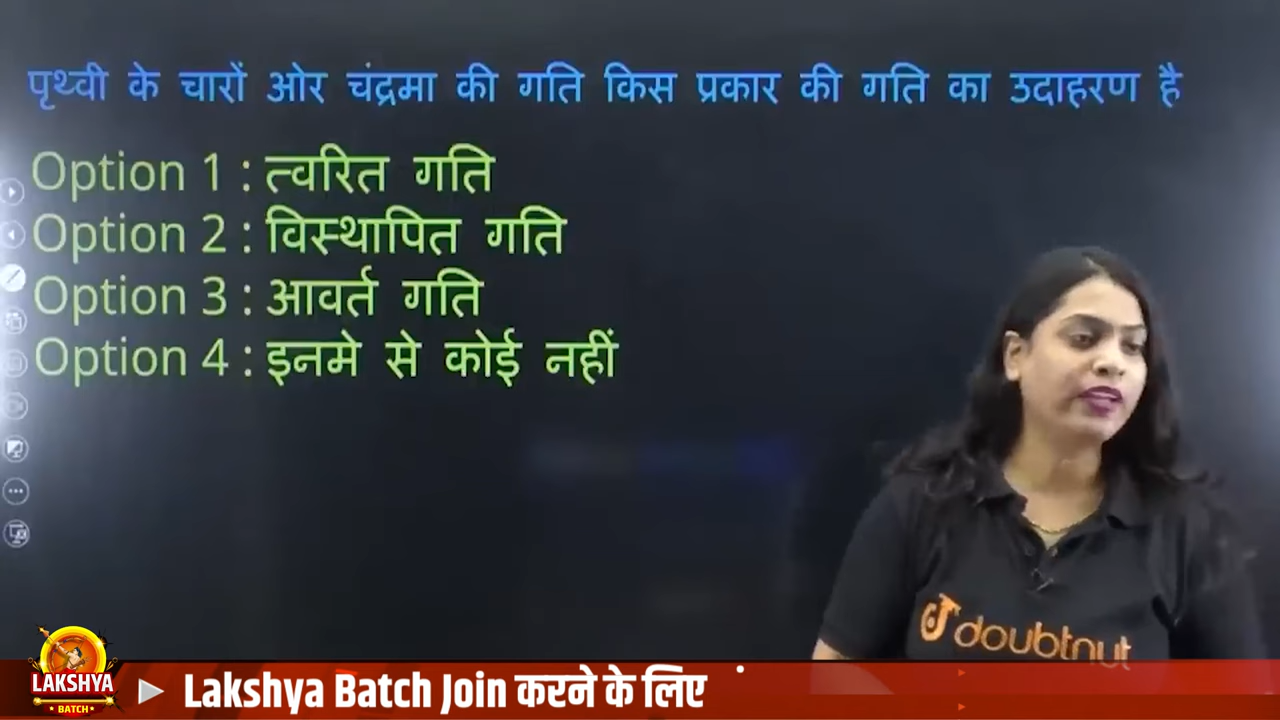 पृथ्वी के चारों ओर चंद्रमा की गति किस प्रकार की गति का उदाहरण है
Option 1 : त्वरित गति
Option 2 : विस्थापित गति
Option 3 : आवर्त गति
Option 4 : इनमे से कोई नहीं
doubtnut
LAKSHYA
BATCH
Lakshya Batch Join करने के लिए